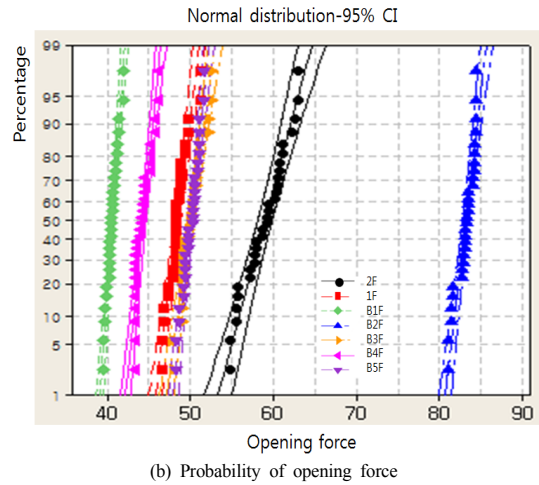 Normal distribution-95% CI
Percentage
99
95
90
80
70
60
50
40
30
20
10
5
1
2F
1F
B1F
B2F
B3F
B4F
B5F
40 50 60 70 80 90
Opening force
(b) Probability of opening force